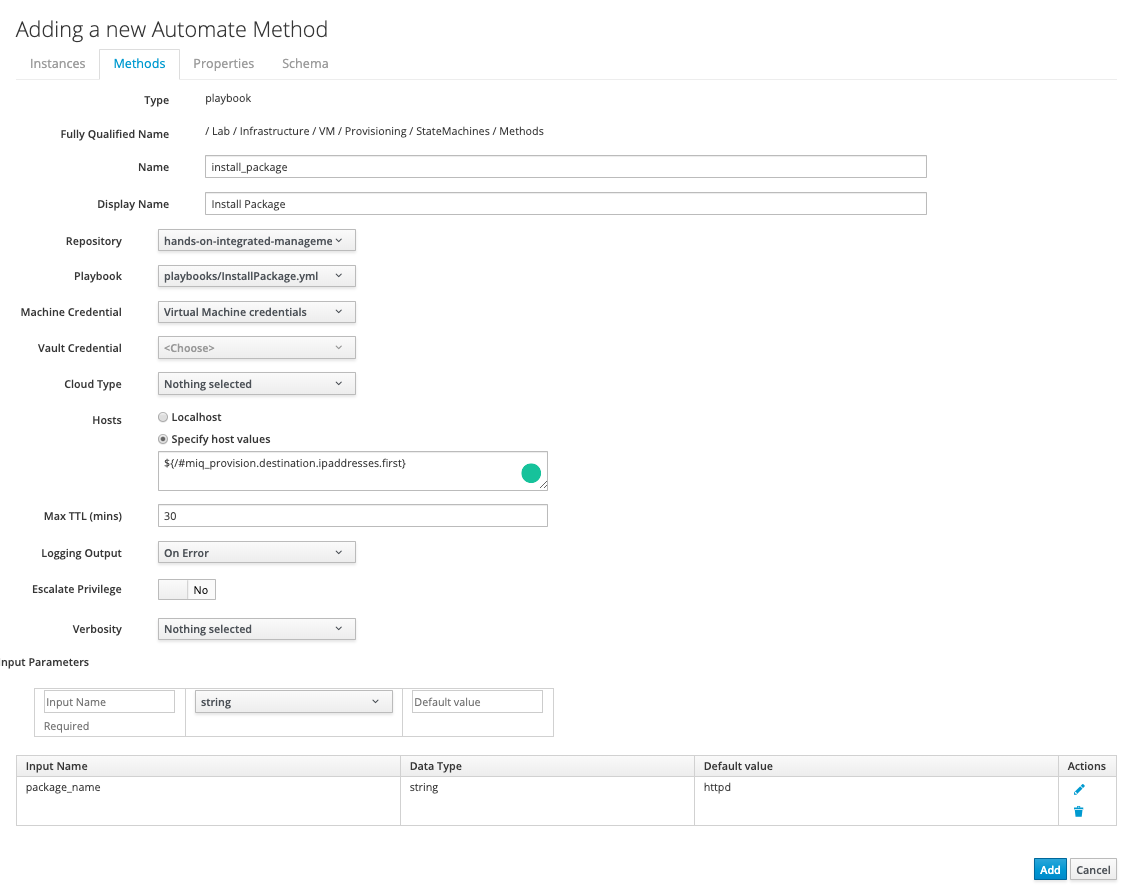 Adding a new Automate Method
Instances Methods Properties Schema
Type playbook
Fully Qualified Name / Lab / Infrastructure / VM / Provisioning / StateMachines / Methods
Name install_package
Display Name Install Package
Repository hands-on-integrated-manageme
Playbook playbooks/InstallPackage.yml
Machine Credential Virtual Machine credentials
Vault Credential <Choose>
Cloud Type Nothing selected
Hosts Localhost
Specify host values
${/#miq_provision.destination.ipaddresses.first}
Max TTL (mins) 30
Logging Output On Error
Escalate Privilege No
Verbosity Nothing selected
nput Parameters
Input Name string Default value
Required
Input Name Data Type Default value Actions
package_name string httpd
Add Cancel